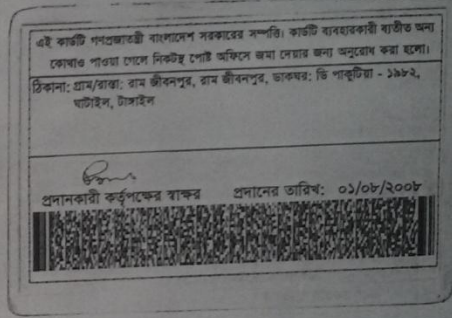 এই কার্ডটি গণপ্রজাতন্ত্রী বাংলাদেশ সরকারের সম্পত্তি। কার্ডটি ব্যবহারকারী ব্যতীত অন্য
কোথাও পাওয়া গেলে নিকটস্থ পোষ্ট অফিসে জমা দেয়ার জন্য অনুরোধ করা হলো।
ঠিকানা: গ্রাম/রাস্তা: রাম জীবনপুর, রাম জীবনপুর, ডাকঘর: ডি পাকুটিয়া - ১৯৮২,
ঘাটাইল, টাঙ্গাইল
প্রদানকারী কর্তৃপক্ষের স্বাক্ষর প্রদানের তারিখ: ০১/০৮/২০০৮